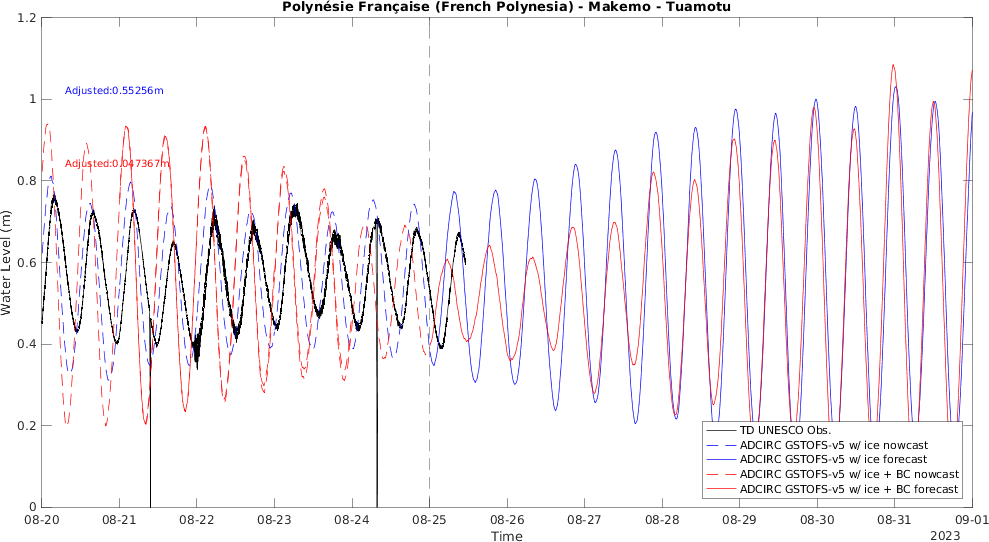 Polynésie Française (French Polynesia) - Makemo - Tuamotu
1.2
1
0.8
0.6
0.4
0.2
0
Water Level (m)
Adjusted:0.55256m
Adjusted:0.047367m
TD UNESCO Obs.
ADCIRC GSTOFS-v5 w/ ice nowcast
ADCIRC GSTOFS-v5 w/ ice forecast
ADCIRC GSTOFS-v5 w/ ice + BC nowcast
ADCIRC GSTOFS-v5 w/ ice + BC forecast
08-20 08-21 08-22 08-23 08-24 08-25 08-26 08-27 08-28 08-29 08-30 08-31 09-01
Time
2023